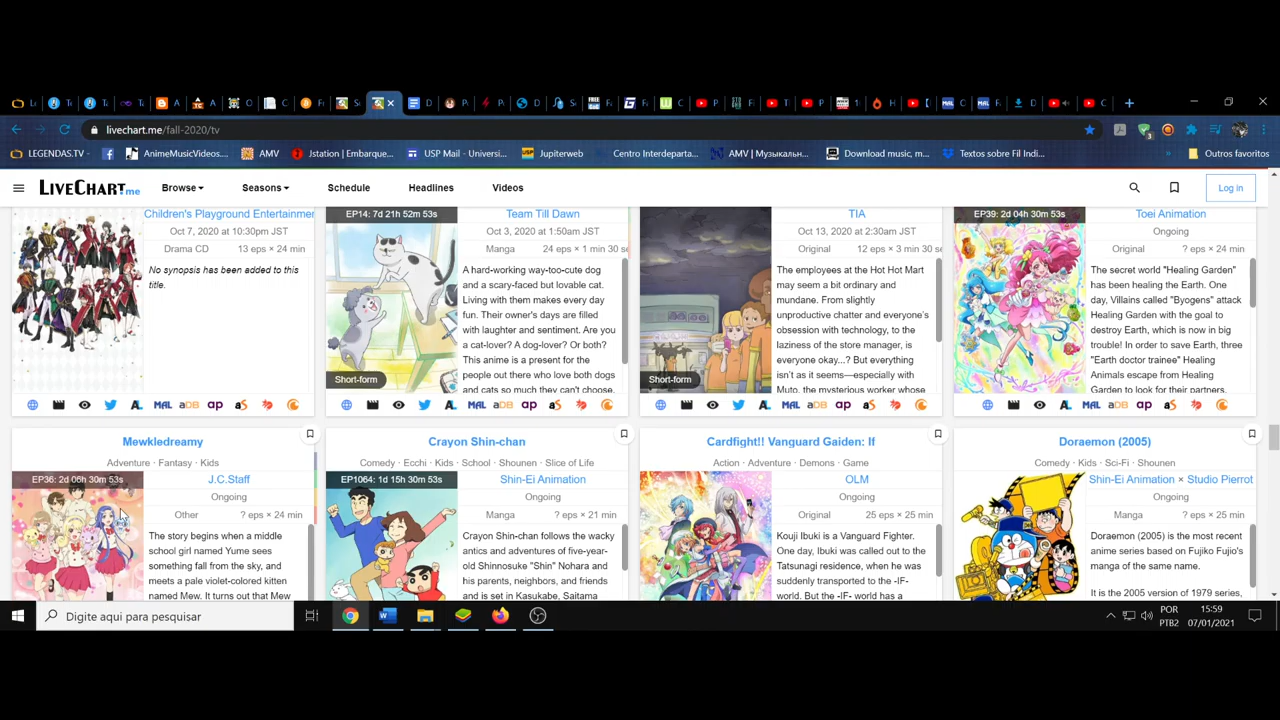 livechart.me/fall-2020/tv
LEGENDAS.TV
AnimeMusicVideos....
AMV
Jstation | Embarque...
USP Mail - Universi...
Jupiterweb
Centro Interdeparta...
AMV | Музыкальн...
Download music, m...
Textos sobre Fil Indi...
»
Outros favoritos
LIVECHART.me
Browse
Seasons
Schedule
Headlines
Videos
Log in
Children's Playground Entertainmen
Oct 7, 2020 at 10:30pm JST
Drama CD 13 eps × 24 min
No synopsis has been added to this
title.
EP14: 7d 21h 52m 53s
Team Till Dawn
Oct 3, 2020 at 1:50am JST
Manga 24 eps × 1 min 30 se
A hard-working way-too-cute dog
and a scary-faced but lovable cat.
Living with them makes every day
fun. Their owner's days are filled
with laughter and sentiment. Are you
a cat-lover? A dog-lover? Or both?
This anime is a present for the
people out there who love both dogs
and cats so much they can't choose.
Short-form
TIA
Oct 13, 2020 at 2:30am JST
Original 12 eps × 3 min 30 se
The employees at the Hot Hot Mart
may seem a bit ordinary and
mundane. From slightly
unproductive chatter and everyone's
obsession with technology, to the
laziness of the store manager, is
everyone okay...? But everything
isn't as it seems—especially with
Muto, the mysterious worker whose
Short-form
EP39: 2d 04h 30m 53s
Toei Animation
Ongoing
Original ? eps × 24 min
The secret world "Healing Garden"
has been healing the Earth. One
day, Villains called "Byogens" attack
Healing Garden with the goal to
destroy Earth, which is now in big
trouble! In order to save Earth, three
"Earth doctor trainee" Healing
Animals escape to the human world
Garden to look for their partners.
MAL aDB ap aS
MAL aDB ap aS
MAL aDB ap aS
MAL aDB ap aS
Mewkledreamy
Adventure · Fantasy · Kids
EP36: 2d 06h 30m 53s
J.C.Staff
Ongoing
Other ? eps × 24 min
The story begins when a middle
school girl named Yume sees
something fall from the sky, and
meets a pale violet-colored kitten
named Mew. It turns out that Mew
Crayon Shin-chan
Comedy · Ecchi · Kids · School · Shounen · Slice of Life
EP1064: 1d 15h 30m 53s
Shin-Ei Animation
Ongoing
Manga ? eps × 21 min
Crayon Shin-chan follows the wacky
antics and adventures of five-year-
old Shinnosuke "Shin" Nohara and
his parents, neighbors, and friends
and is set in Kasukabe, Saitama
Cardfight!! Vanguard Gaiden: If
Action · Adventure · Demons · Game
OLM
Ongoing
Original 25 eps × 25 min
Kouji Ibuki is a Vanguard Fighter.
One day, Ibuki was called out to the
Tatsunagi residence, when he was
suddenly transported to the -IF-
world. But the -IF- world has a
Doraemon (2005)
Comedy · Kids · Sci-Fi · Shounen
Shin-Ei Animation × Studio Pierrot
Ongoing
Manga ? eps × 25 min
Doraemon (2005) is the most recent
anime series based on Fujiko Fujio's
manga of the same name.
It is the 2005 version of 1979 series,
Digite aqui para pesquisar
POR
PTB2
15:59
07/01/2021